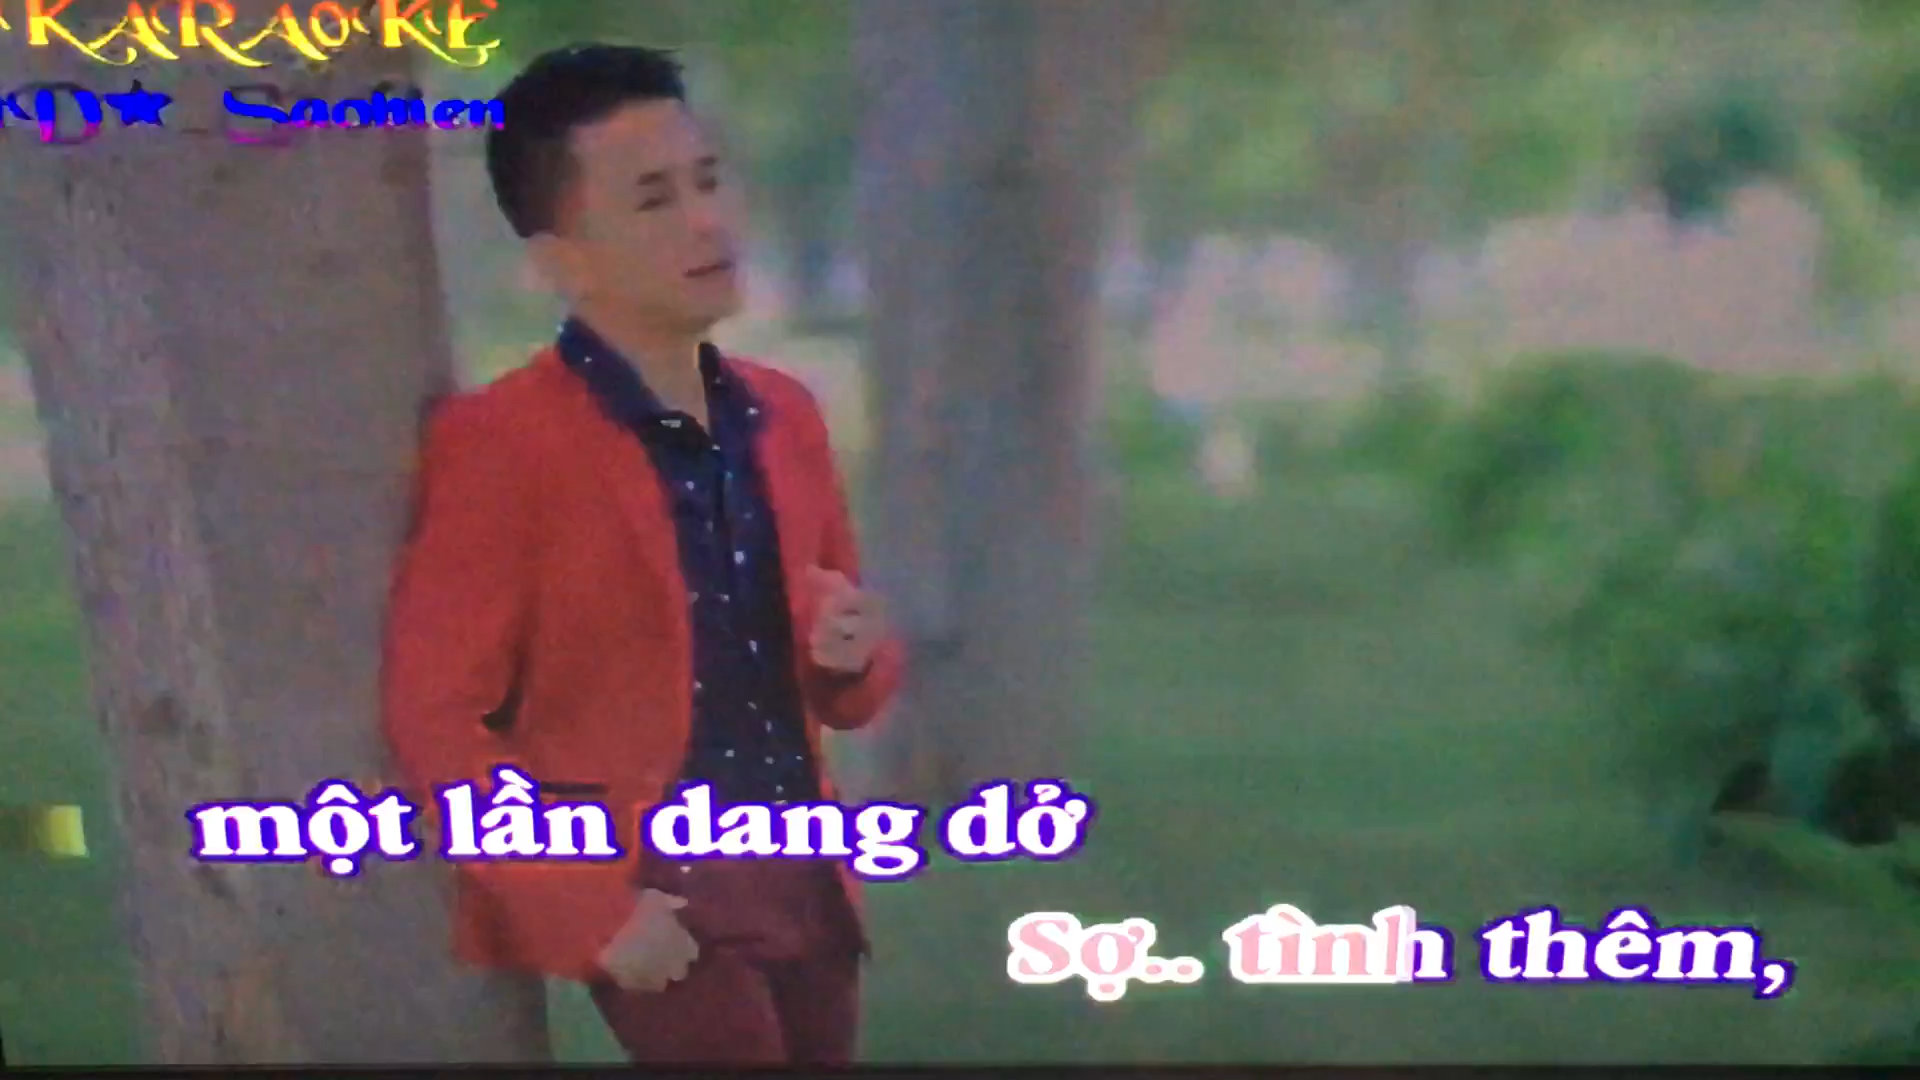 KARAOKE
một lần dang dở
Sợ.. tình thêm,